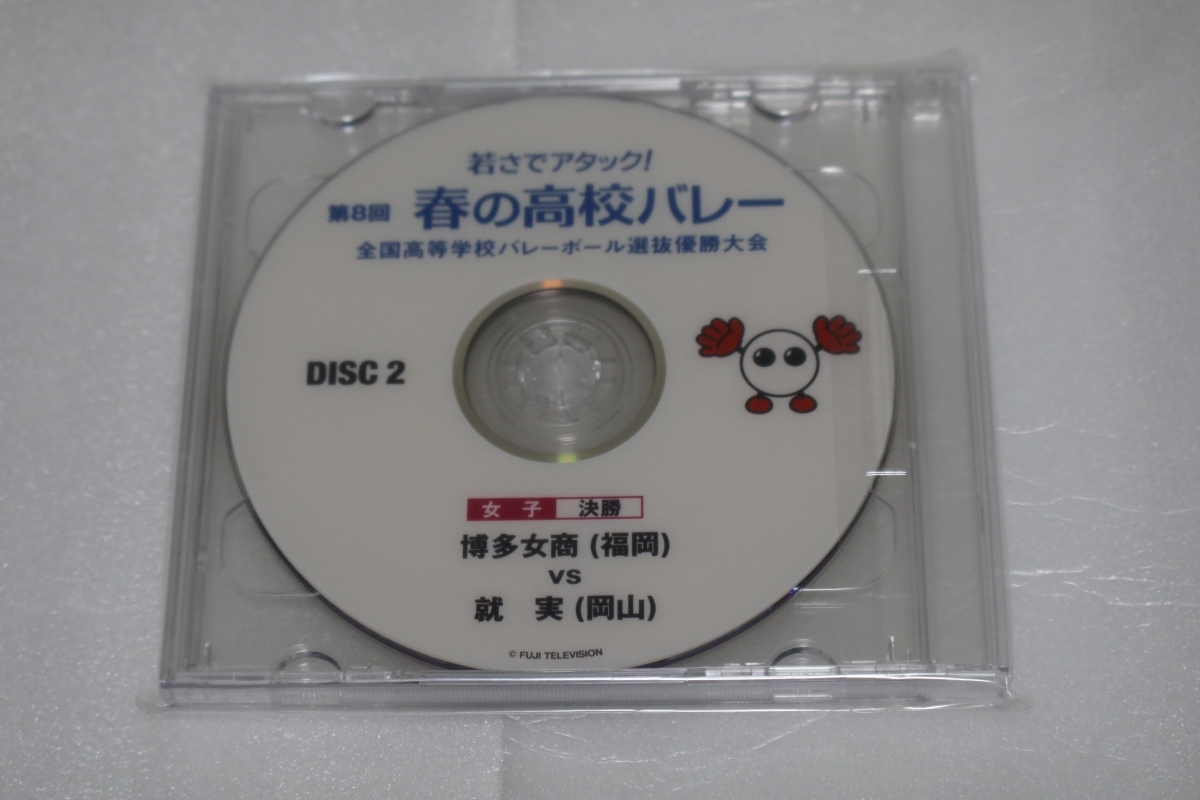 若さでアタック!
第8回 春の高校バレー
全国高等学校バレーボール選抜優勝大会
DISC 2
女 子 決勝
博多女商 (福岡)
VS
就 実 (岡山)
© FUJI TELEVISION